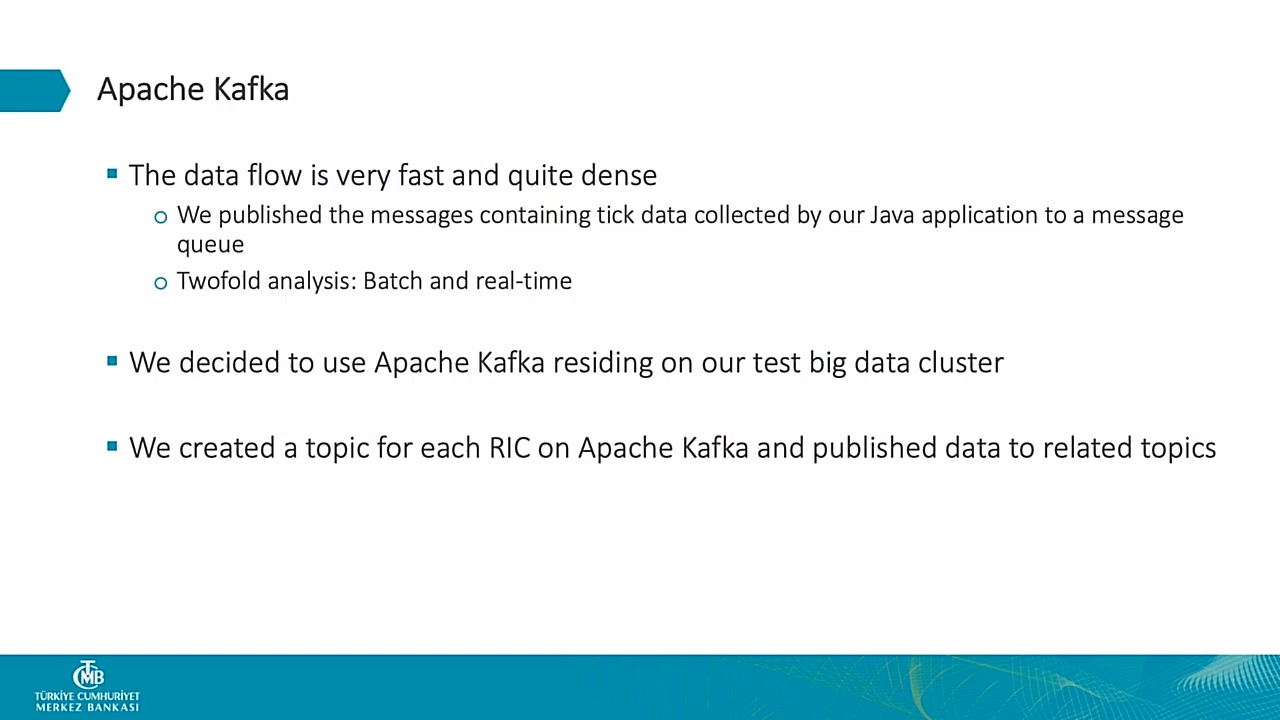 Apache Kafka
The data flow is very fast and quite dense
We published the messages containing tick data collected by our Java application to a message
queue
Twofold analysis: Batch and real-time
We decided to use Apache Kafka residing on our test big data cluster
We created a topic for each RIC on Apache Kafka and published data to related topics
TCMB
TÜRKİYE CUMHURİYET
MERKEZ BANKASI